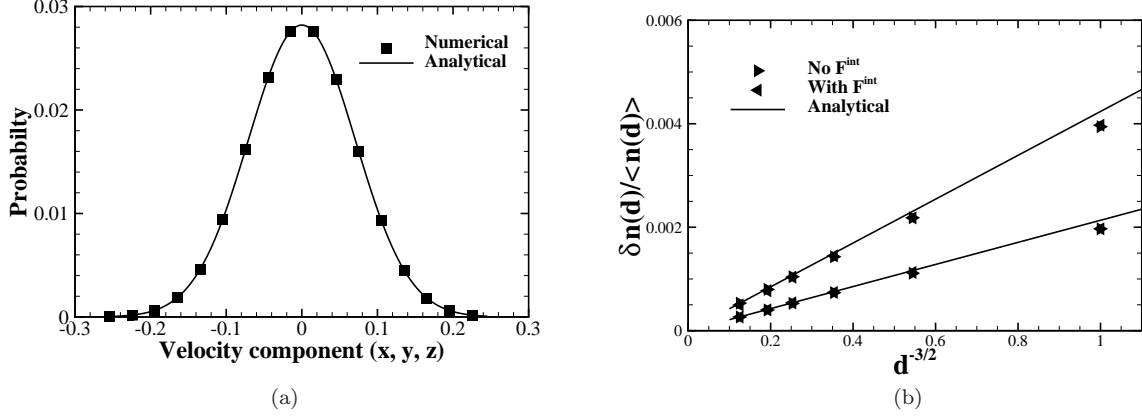 0.03
0.02
0.01
0
-0.3
-0.2
-0.1
0
0.1
0.2
0.3
Probabilty
Velocity component (x, y, z)
Numerical
Analytical
(a)
0.006
0.004
0.002
0
0
0.2
0.4
0.6
0.8
1
δn(d)/<n(d)>
d^-3/2
No F^int
With F^int
Analytical
(b)